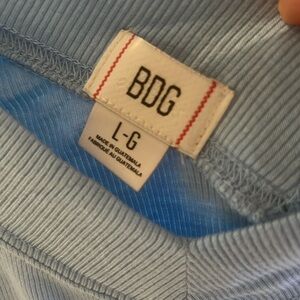 BDG
L-G
MADE IN GUATEMALA
FABRIQUÉ AU GUATEMALA